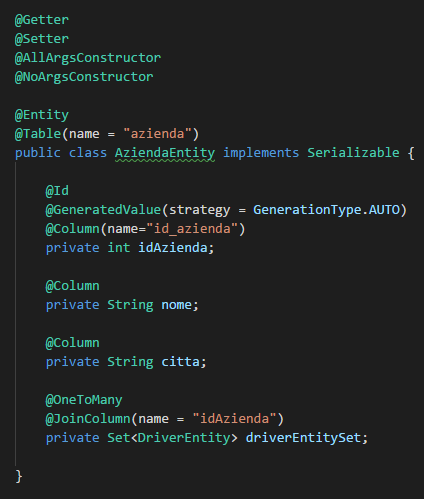 @Getter
@Setter
@AllArgsConstructor
@NoArgsConstructor
@Entity
@Table(name = "azienda")
public class AziendaEntity implements Serializable {
@Id
@GeneratedValue(strategy = GenerationType.AUTO)
@Column(name="id_azienda")
private int idAzienda;
@Column
private String nome;
@Column
private String citta;
@OneToMany
@JoinColumn(name = "idAzienda")
private Set<DriverEntity> driverEntitySet;
}